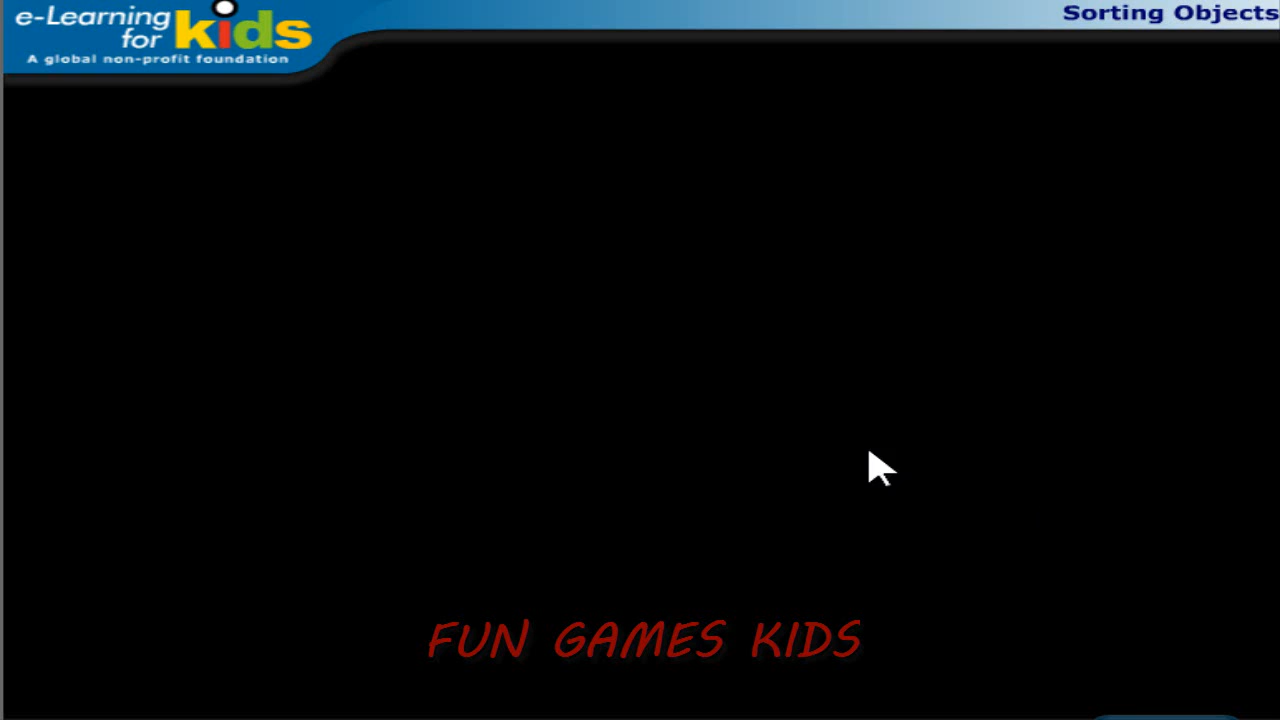 e-Learning
for kids
A global non-profit foundation
Sorting Objects
FUN GAMES KIDS